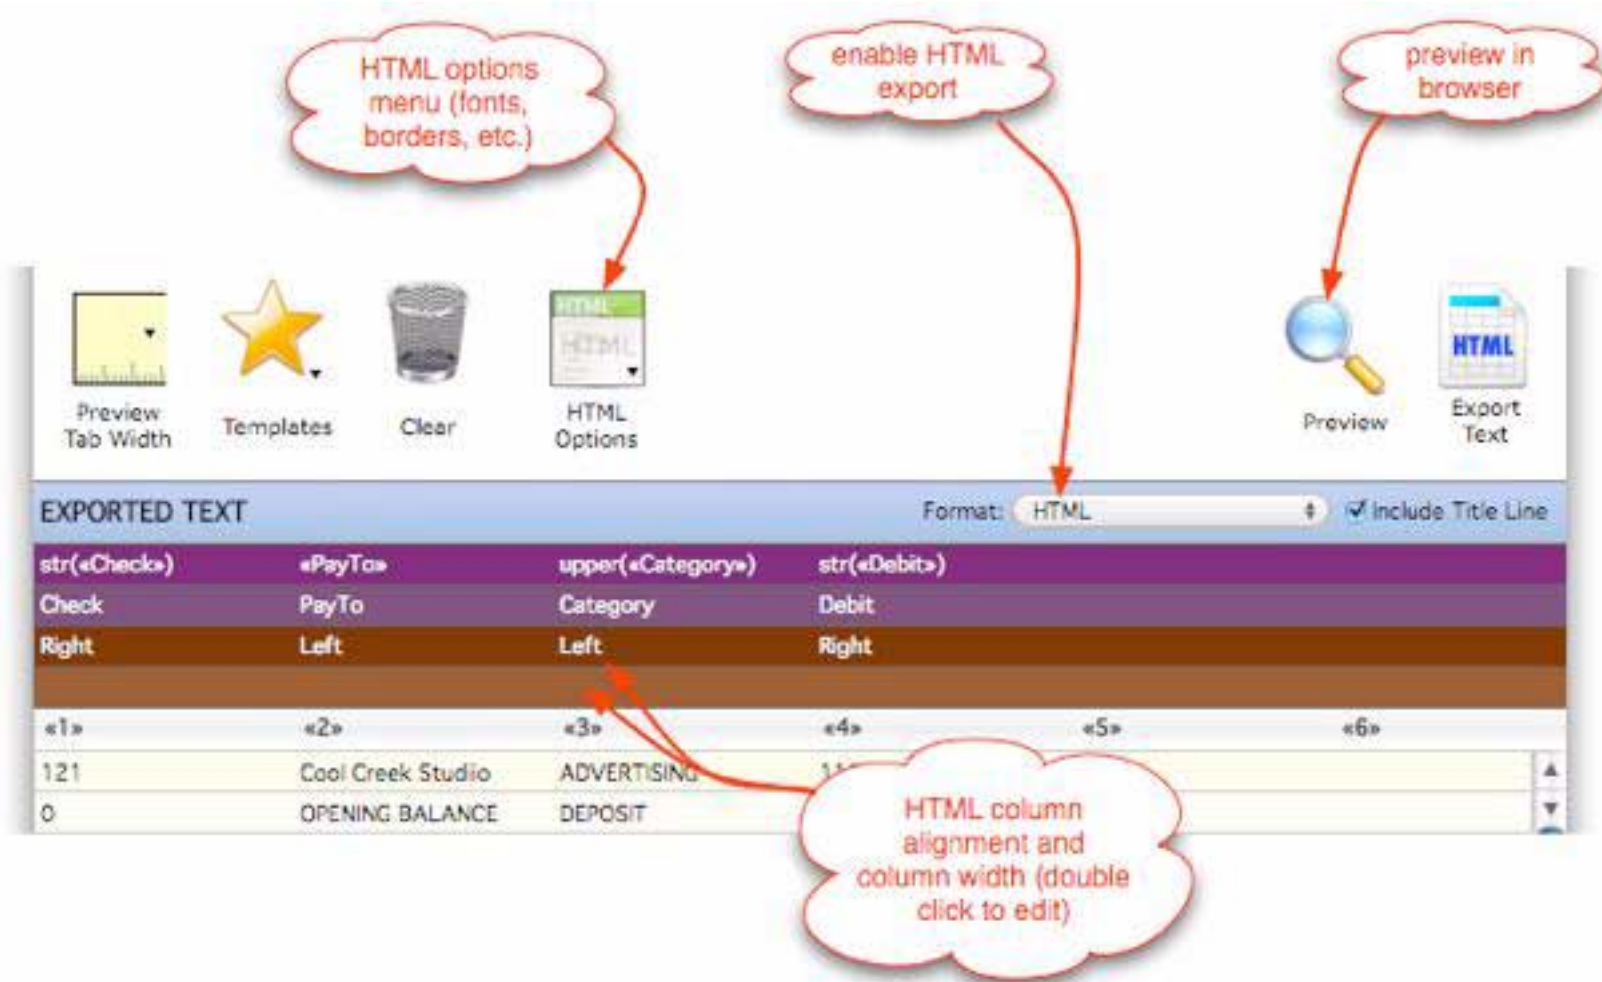 HTML options
menu (fonts,
borders, etc.)
enable HTML
export
preview in
browser
HTML
HTML
HTML
Preview
Tab Width
Templates
Clear
HTML
Options
Preview
Export
Text
EXPORTED TEXT
Format: HTML
Include Title Line
str(«Check») «PayTo» upper(«Category») str(«Debit»)
Check PayTo Category Debit
Right Left Left Right
«1» «2» «3» «4» «5» «6»
121 Cool Creek Studio ADVERTISING
0 OPENING BALANCE DEPOSIT
HTML column
alignment and
column width (double
click to edit)